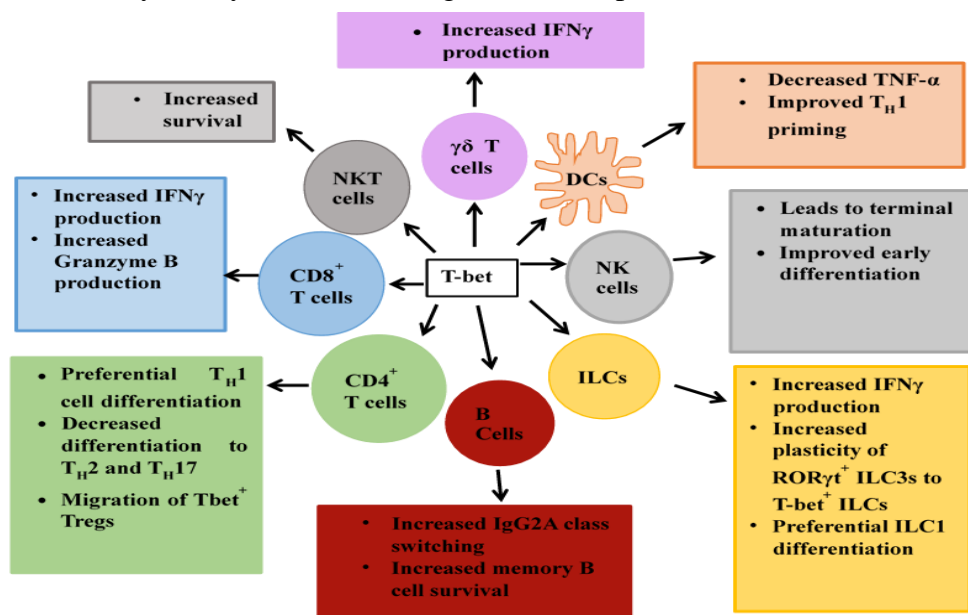 • Increased IFNγ
production
• Increased
survival
• Decreased TNF-α
• Improved TH1
priming
γδ T
cells
DCs
NKT
cells
• Increased IFNγ
production
• Increased
Granzyme B
production
• Leads to terminal
maturation
• Improved early
differentiation
CD8+
T cells
T-bet
NK
cells
• Preferential TH1
cell differentiation
• Decreased
differentiation to
TH2 and TH17
• Migration of Tbet+
Tregs
CD4+
T cells
B
Cells
ILCs
• Increased IFNγ
production
• Increased
plasticity of
RORγt+ ILC3s to
T-bet+ ILCs
• Preferential ILC1
differentiation
• Increased IgG2A class
switching
• Increased memory B
cell survival